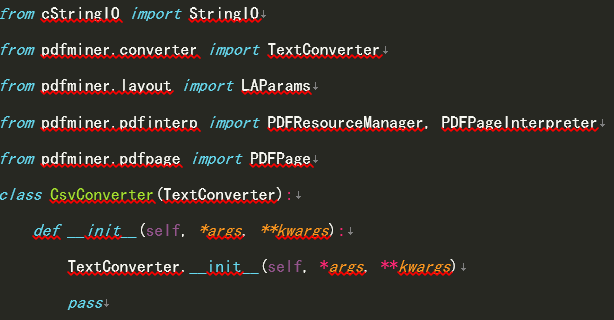 from cStringIO import StringIO↓
from pdfminer.converter import TextConverter↓
from pdfminer.layout import LAParams↓
from pdfminer.pdfinterp import PDFResourceManager, PDFPageInterpreter↓
from pdfminer.pdfpage import PDFPage↓
class CsvConverter(TextConverter):↓
def __init__(self, *args, **kwargs):↓
TextConverter.__init__(self, *args, **kwargs)↓
pass↓